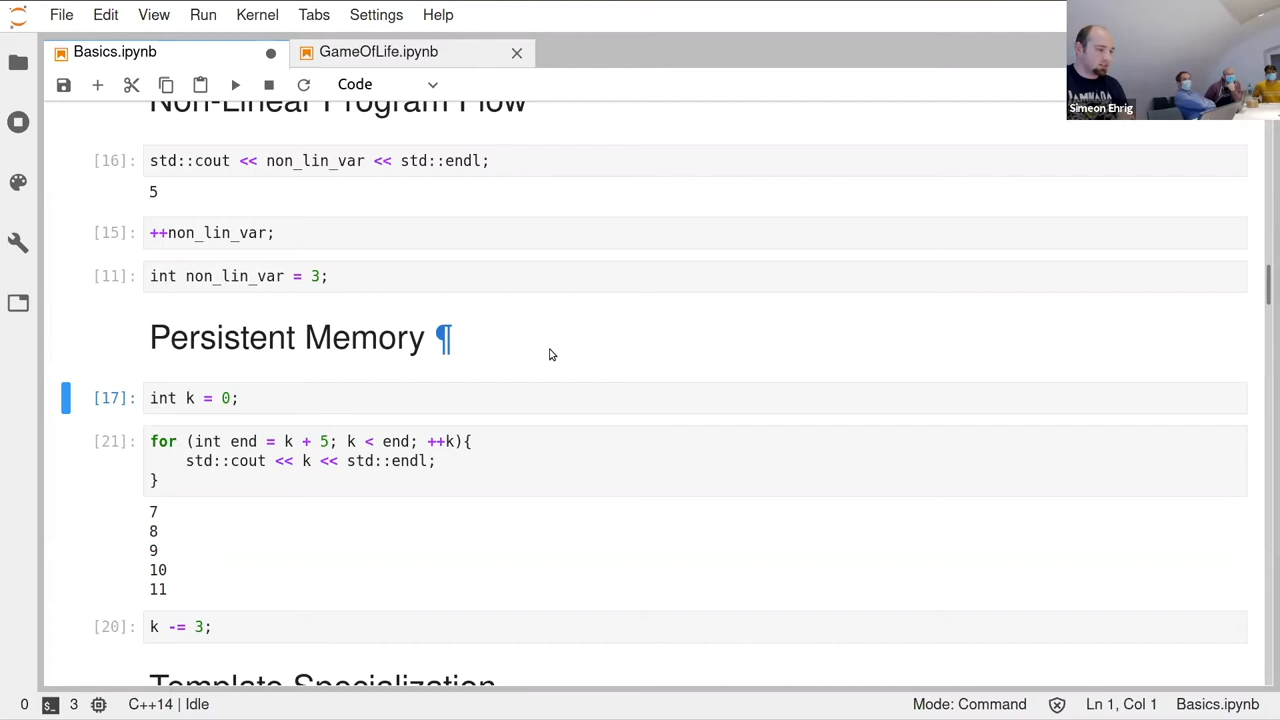 File Edit View Run Kernel Tabs Settings Help
Basics.ipynb GameOfLife.ipynb
Code
Simeon Ehrig
Non-Linear Program Flow
[16]: std::cout << non_lin_var << std::endl;
5
[15]: ++non_lin_var;
[11]: int non_lin_var = 3;
Persistent Memory ¶
[17]: int k = 0;
[21]: for (int end = k + 5; k < end; ++k){
std::cout << k << std::endl;
}
7
8
9
10
11
[20]: k -= 3;
Template Specialization
0 3 C++14 | Idle Mode: Command Ln 1, Col 1 Basics.ipynb